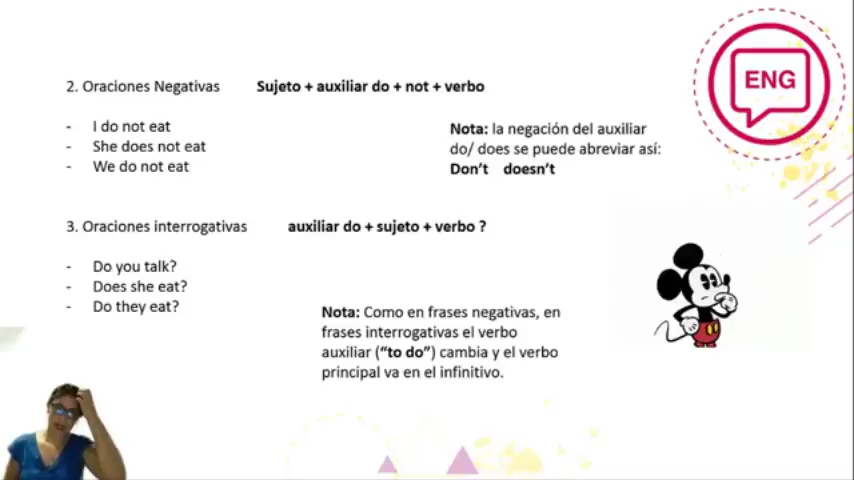 ENG
2. Oraciones Negativas Sujeto + auxiliar do + not + verbo
- I do not eat
- She does not eat
- We do not eat
Nota: la negación del auxiliar
do/ does se puede abreviar así:
Don't doesn't
3. Oraciones interrogativas auxiliar do + sujeto + verbo ?
- Do you talk?
- Does she eat?
- Do they eat?
Nota: Como en frases negativas, en
frases interrogativas el verbo
auxiliar (“to do”) cambia y el verbo
principal va en el infinitivo.